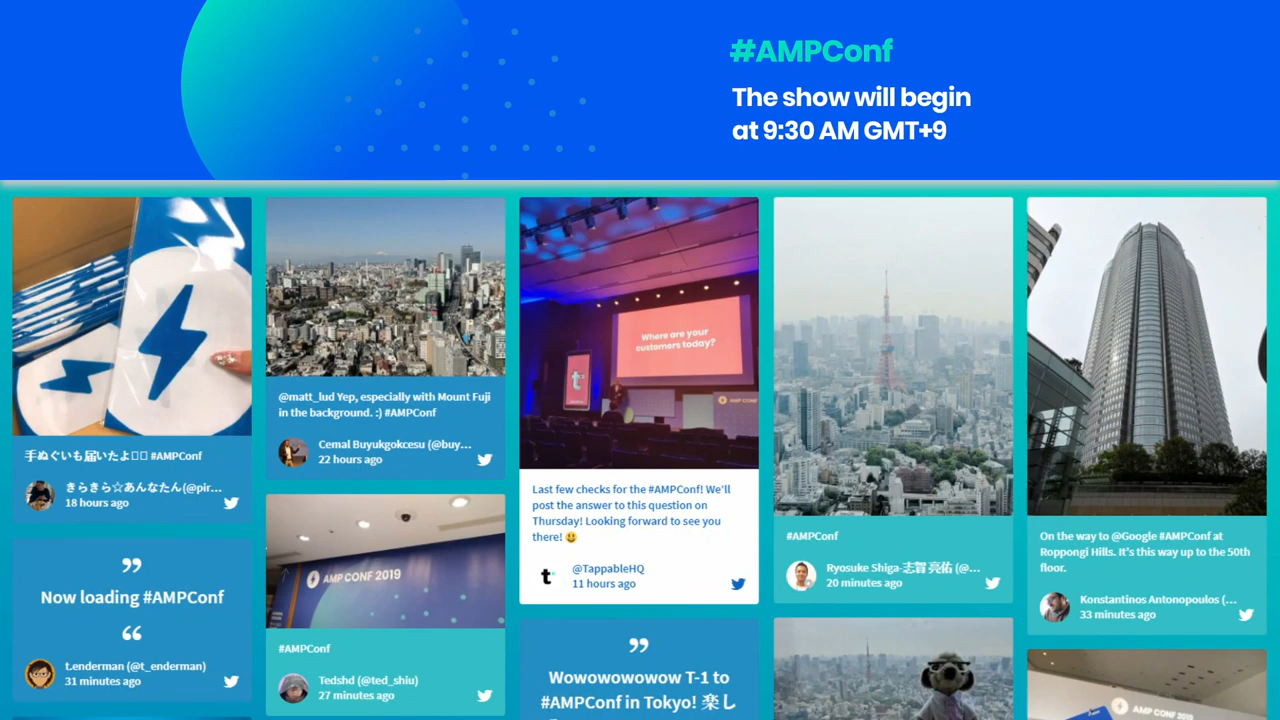 #AMPConf
The show will begin
at 9:30 AM GMT+9
手ぬぐいも届いたよ #AMPConf
きらきら☆あんなたん(@pir...
18 hours ago
”
Now loading #AMPConf
“
t.enderman (@t_enderman)
31 minutes ago
@matt_lud Yep, especially with Mount Fuji
in the background. :) #AMPConf
Cemal Buyukgokcesu (@buy...
22 hours ago
AMP CONF 2019
#AMPConf
Tedshd (@ted_shiu)
27 minutes ago
Where are your
customers today?
t
AMP CONF
Last few checks for the #AMPConf! We'll
post the answer to this question on
Thursday! Looking forward to see you
there! 😃
t
@TappableHQ
11 hours ago
”
Wowowowowow T-1 to
#AMPConf in Tokyo! 楽し
#AMPConf
Ryosuke Shiga-志賀 亮佑 (@...
20 minutes ago
On the way to @Google #AMPConf at
Roppongi Hills. It's this way up to the 50th
floor.
Konstantinos Antonopoulos (...
33 minutes ago
AMP CONF 2019